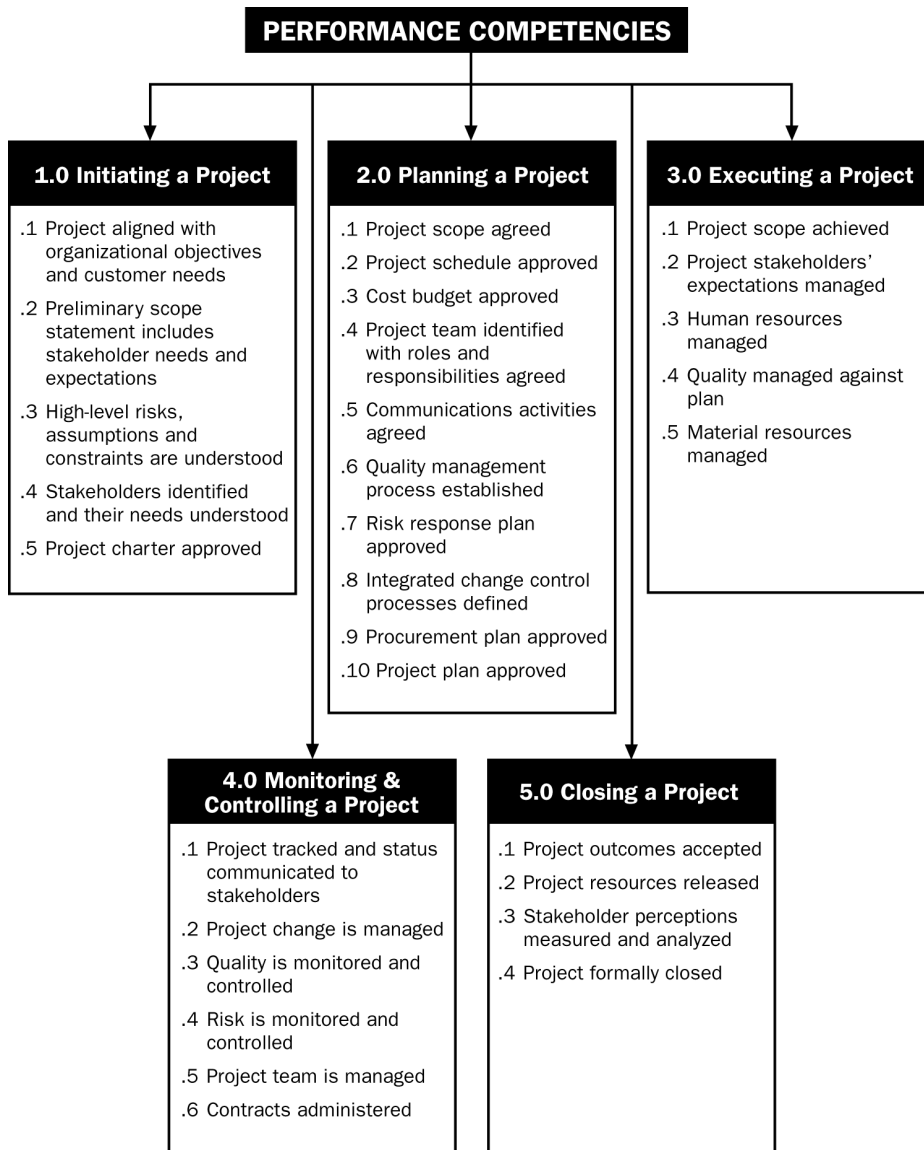 PERFORMANCE COMPETENCIES
1.0 Initiating a Project
.1 Project aligned with
organizational objectives
and customer needs
.2 Preliminary scope
statement includes
stakeholder needs and
expectations
.3 High-level risks,
assumptions and
constraints are understood
.4 Stakeholders identified
and their needs understood
.5 Project charter approved
2.0 Planning a Project
.1 Project scope agreed
.2 Project schedule approved
.3 Cost budget approved
.4 Project team identified
with roles and
responsibilities agreed
.5 Communications activities
agreed
.6 Quality management
process established
.7 Risk response plan
approved
.8 Integrated change control
processes defined
.9 Procurement plan approved
.10 Project plan approved
3.0 Executing a Project
.1 Project scope achieved
.2 Project stakeholders’
expectations managed
.3 Human resources
managed
.4 Quality managed against
plan
.5 Material resources
managed
4.0 Monitoring &
Controlling a Project
.1 Project tracked and status
communicated to
stakeholders
.2 Project change is managed
.3 Quality is monitored and
controlled
.4 Risk is monitored and
controlled
.5 Project team is managed
.6 Contracts administered
5.0 Closing a Project
.1 Project outcomes accepted
.2 Project resources released
.3 Stakeholder perceptions
measured and analyzed
.4 Project formally closed